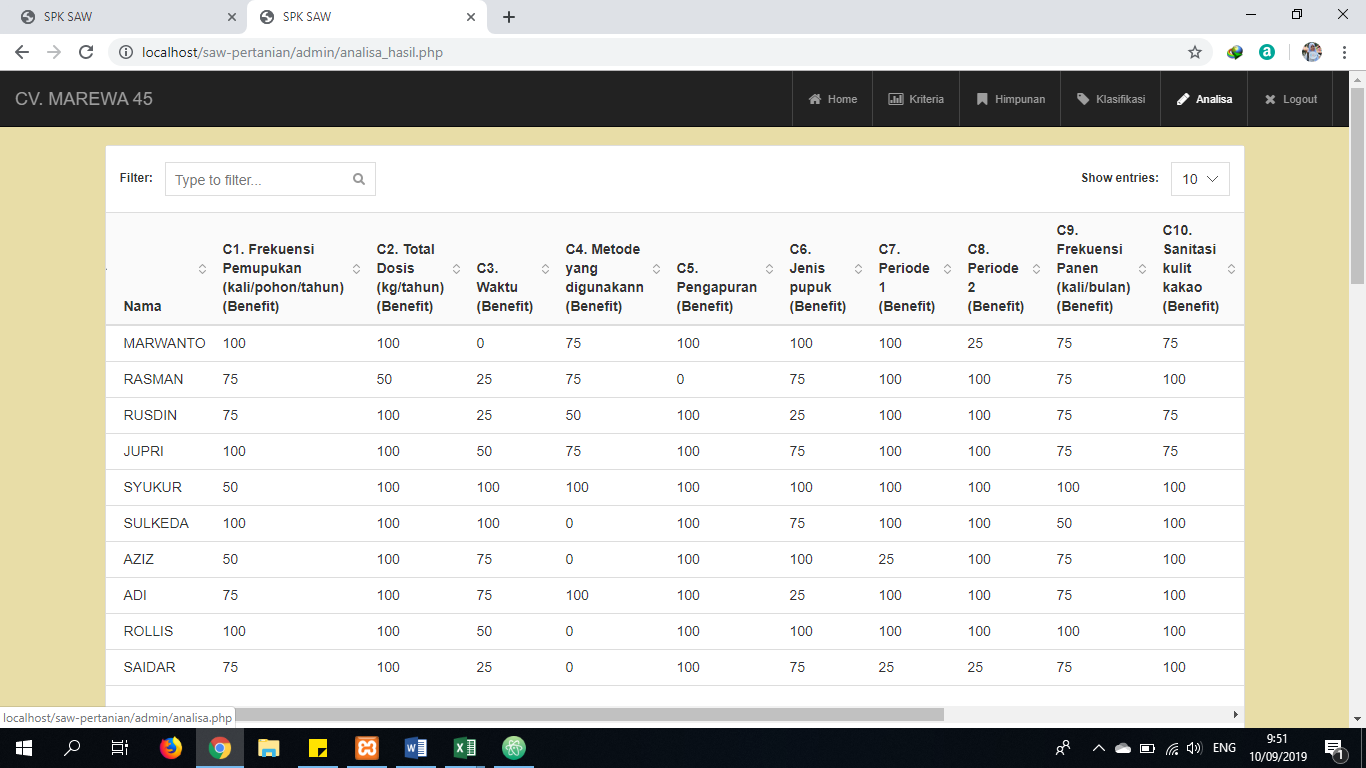 SPK SAW
SPK SAW
localhost/saw-pertanian/admin/analisa_hasil.php
CV. MAREWA 45
Home
Kriteria
Himpunan
Klasifikasi
Analisa
Logout
Filter:
Type to filter...
Show entries:
10
Nama
C1. Frekuensi
Pemupukan
(kali/pohon/tahun)
(Benefit)
C2. Total
Dosis
(kg/tahun)
(Benefit)
C3.
Waktu
(Benefit)
C4. Metode
yang
digunakann
(Benefit)
C5.
Pengapuran
(Benefit)
C6.
Jenis
pupuk
(Benefit)
C7.
Periode
1
(Benefit)
C8.
Periode
2
(Benefit)
C9.
Frekuensi
Panen
(kali/bulan)
(Benefit)
C10.
Sanitasi
kulit
kakao
(Benefit)
MARWANTO 100 100 0 75 100 100 100 25 75 75
RASMAN 75 50 25 75 0 75 100 100 75 100
RUSDIN 75 100 25 50 100 25 100 100 75 75
JUPRI 100 100 50 75 100 75 100 100 75 75
SYUKUR 50 100 100 100 100 100 100 100 100 100
SULKEDA 100 100 100 0 100 75 100 100 50 100
AZIZ 50 100 75 0 100 100 25 100 75 100
ADI 75 100 75 100 100 25 100 100 75 100
ROLLIS 100 100 50 0 100 100 100 100 100 100
SAIDAR 75 100 25 0 100 75 25 25 75 100
localhost/saw-pertanian/admin/analisa.php
ENG
9:51
10/09/2019
1